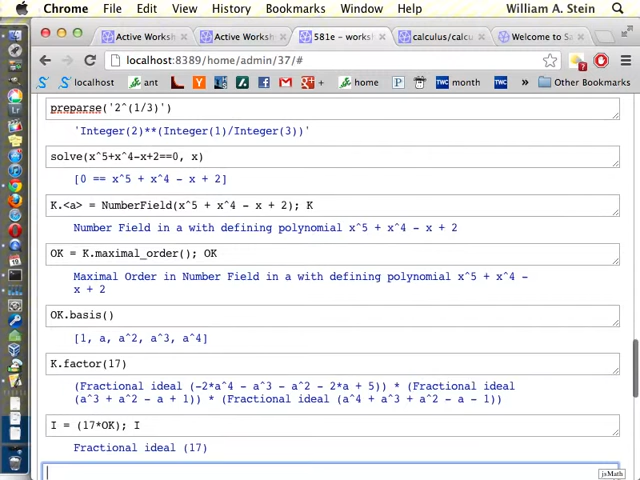 Chrome File Edit View History Bookmarks Window Help William A. Stein
Active Works Active Works 581e – works calculus/calcu Welcome to Sa
localhost:8389/home/admin/37/#
localhost ant home month month Other Bookmarks
preparse('2^(1/3)')
'Integer(2)**(Integer(1)/Integer(3))'
solve(x^5+x^4-x+2==0, x)
[0 == x^5 + x^4 - x + 2]
K.<a> = NumberField(x^5 + x^4 - x + 2); K
Number Field in a with defining polynomial x^5 + x^4 - x + 2
OK = K.maximal_order(); OK
Maximal Order in Number Field in a with defining polynomial x^5 + x^4 -
x + 2
OK.basis()
[1, a, a^2, a^3, a^4]
K.factor(17)
(Fractional ideal (-2*a^4 - a^3 - a^2 - 2*a + 5)) * (Fractional ideal
(a^3 + a^2 - a + 1)) * (Fractional ideal (a^4 + a^3 + a^2 - a - 1))
I = (17*OK); I
Fractional ideal (17)
jsMath